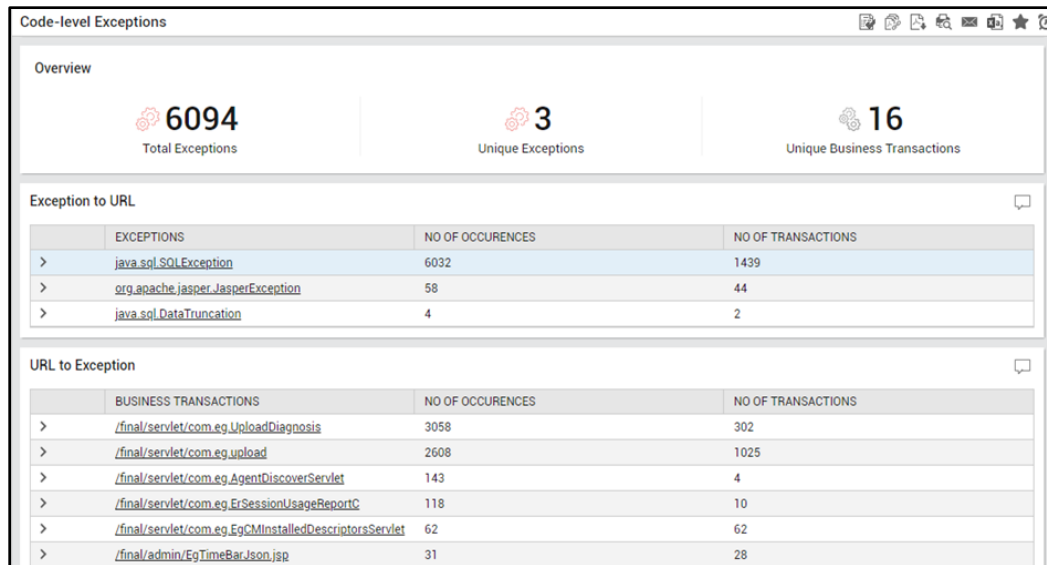 Code-level Exceptions
Overview
6094 3 16
Total Exceptions Unique Exceptions Unique Business Transactions
Exception to URL
EXCEPTIONS NO OF OCCURENCES NO OF TRANSACTIONS
java.sql.SQLException 6032 1439
org.apache.jasper.JasperException 58 44
java.sql.DataTruncation 4 2
URL to Exception
BUSINESS TRANSACTIONS NO OF OCCURENCES NO OF TRANSACTIONS
/final/servlet/com.eg.UploadDiagnosis 3058 302
/final/servlet/com.eg.upload 2608 1025
/final/servlet/com.eg.AgentDiscoverServlet 143 4
/final/servlet/com.eg.ErSessionUsageReportC 118 10
/final/servlet/com.eg.EgCMInstalledDescriptorsServlet 62 62
/final/admin/EgTimeBarJson.jsp 31 28